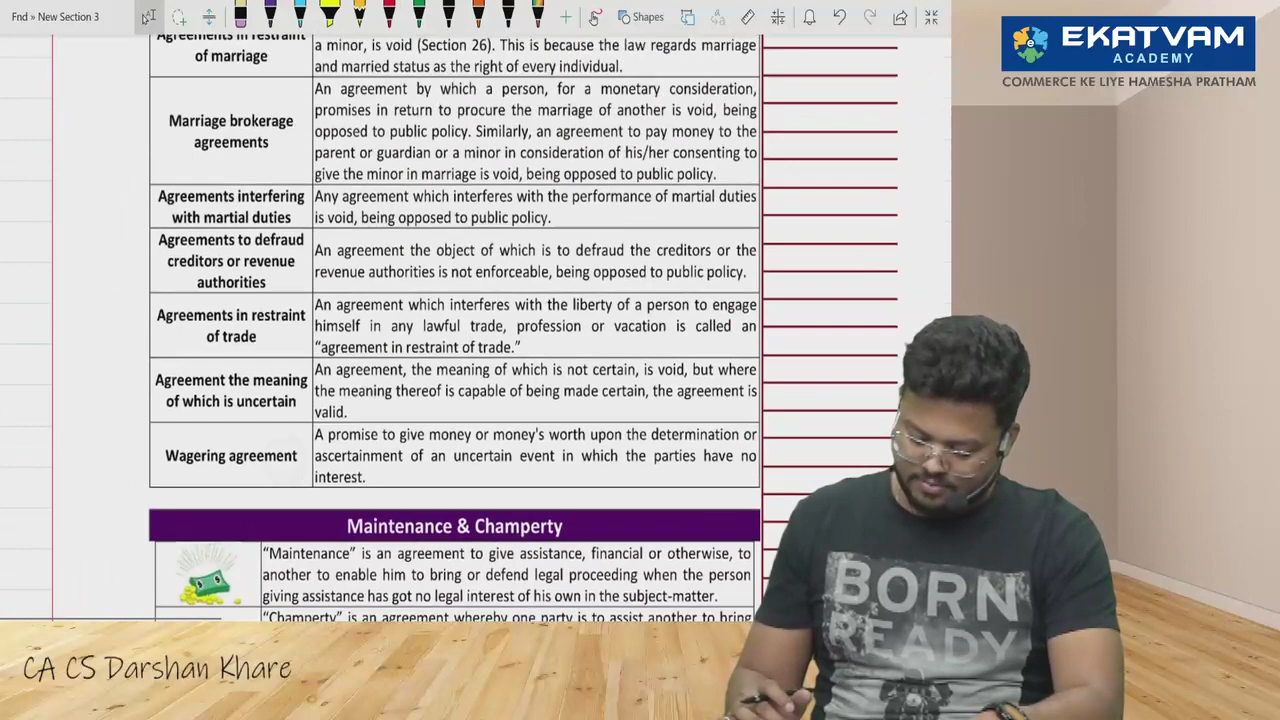 Fnd » New Section 3
Shapes
EKATVAM
ACADEMY
COMMERCE KE LIYE HAMESHA PRATHAM
Agreements in restraint
of marriage
a minor, is void (Section 26). This is because the law regards marriage
and married status as the right of every individual.
Marriage brokerage
agreements
An agreement by which a person, for a monetary consideration,
promises in return to procure the marriage of another is void, being
opposed to public policy. Similarly, an agreement to pay money to the
parent or guardian or a minor in consideration of his/her consenting to
give the minor in marriage is void, being opposed to public policy.
Agreements interfering
with martial duties
Any agreement which interferes with the performance of martial duties
is void, being opposed to public policy.
Agreements to defraud
creditors or revenue
authorities
An agreement the object of which is to defraud the creditors or the
revenue authorities is not enforceable, being opposed to public policy.
Agreements in restraint
of trade
An agreement which interferes with the liberty of a person to engage
himself in any lawful trade, profession or vacation is called an
“agreement in restraint of trade.”
Agreement the meaning
of which is uncertain
An agreement, the meaning of which is not certain, is void, but where
the meaning thereof is capable of being made certain, the agreement is
valid.
Wagering agreement
A promise to give money or money's worth upon the determination or
ascertainment of an uncertain event in which the parties have no
interest.
Maintenance & Champerty
“Maintenance” is an agreement to give assistance, financial or otherwise, to
another to enable him to bring or defend legal proceeding when the person
giving assistance has got no legal interest of his own in the subject-matter.
“Champerty” is an agreement whereby one party is to assist another to bring
BORN
READY
CA CS Darshan Khare